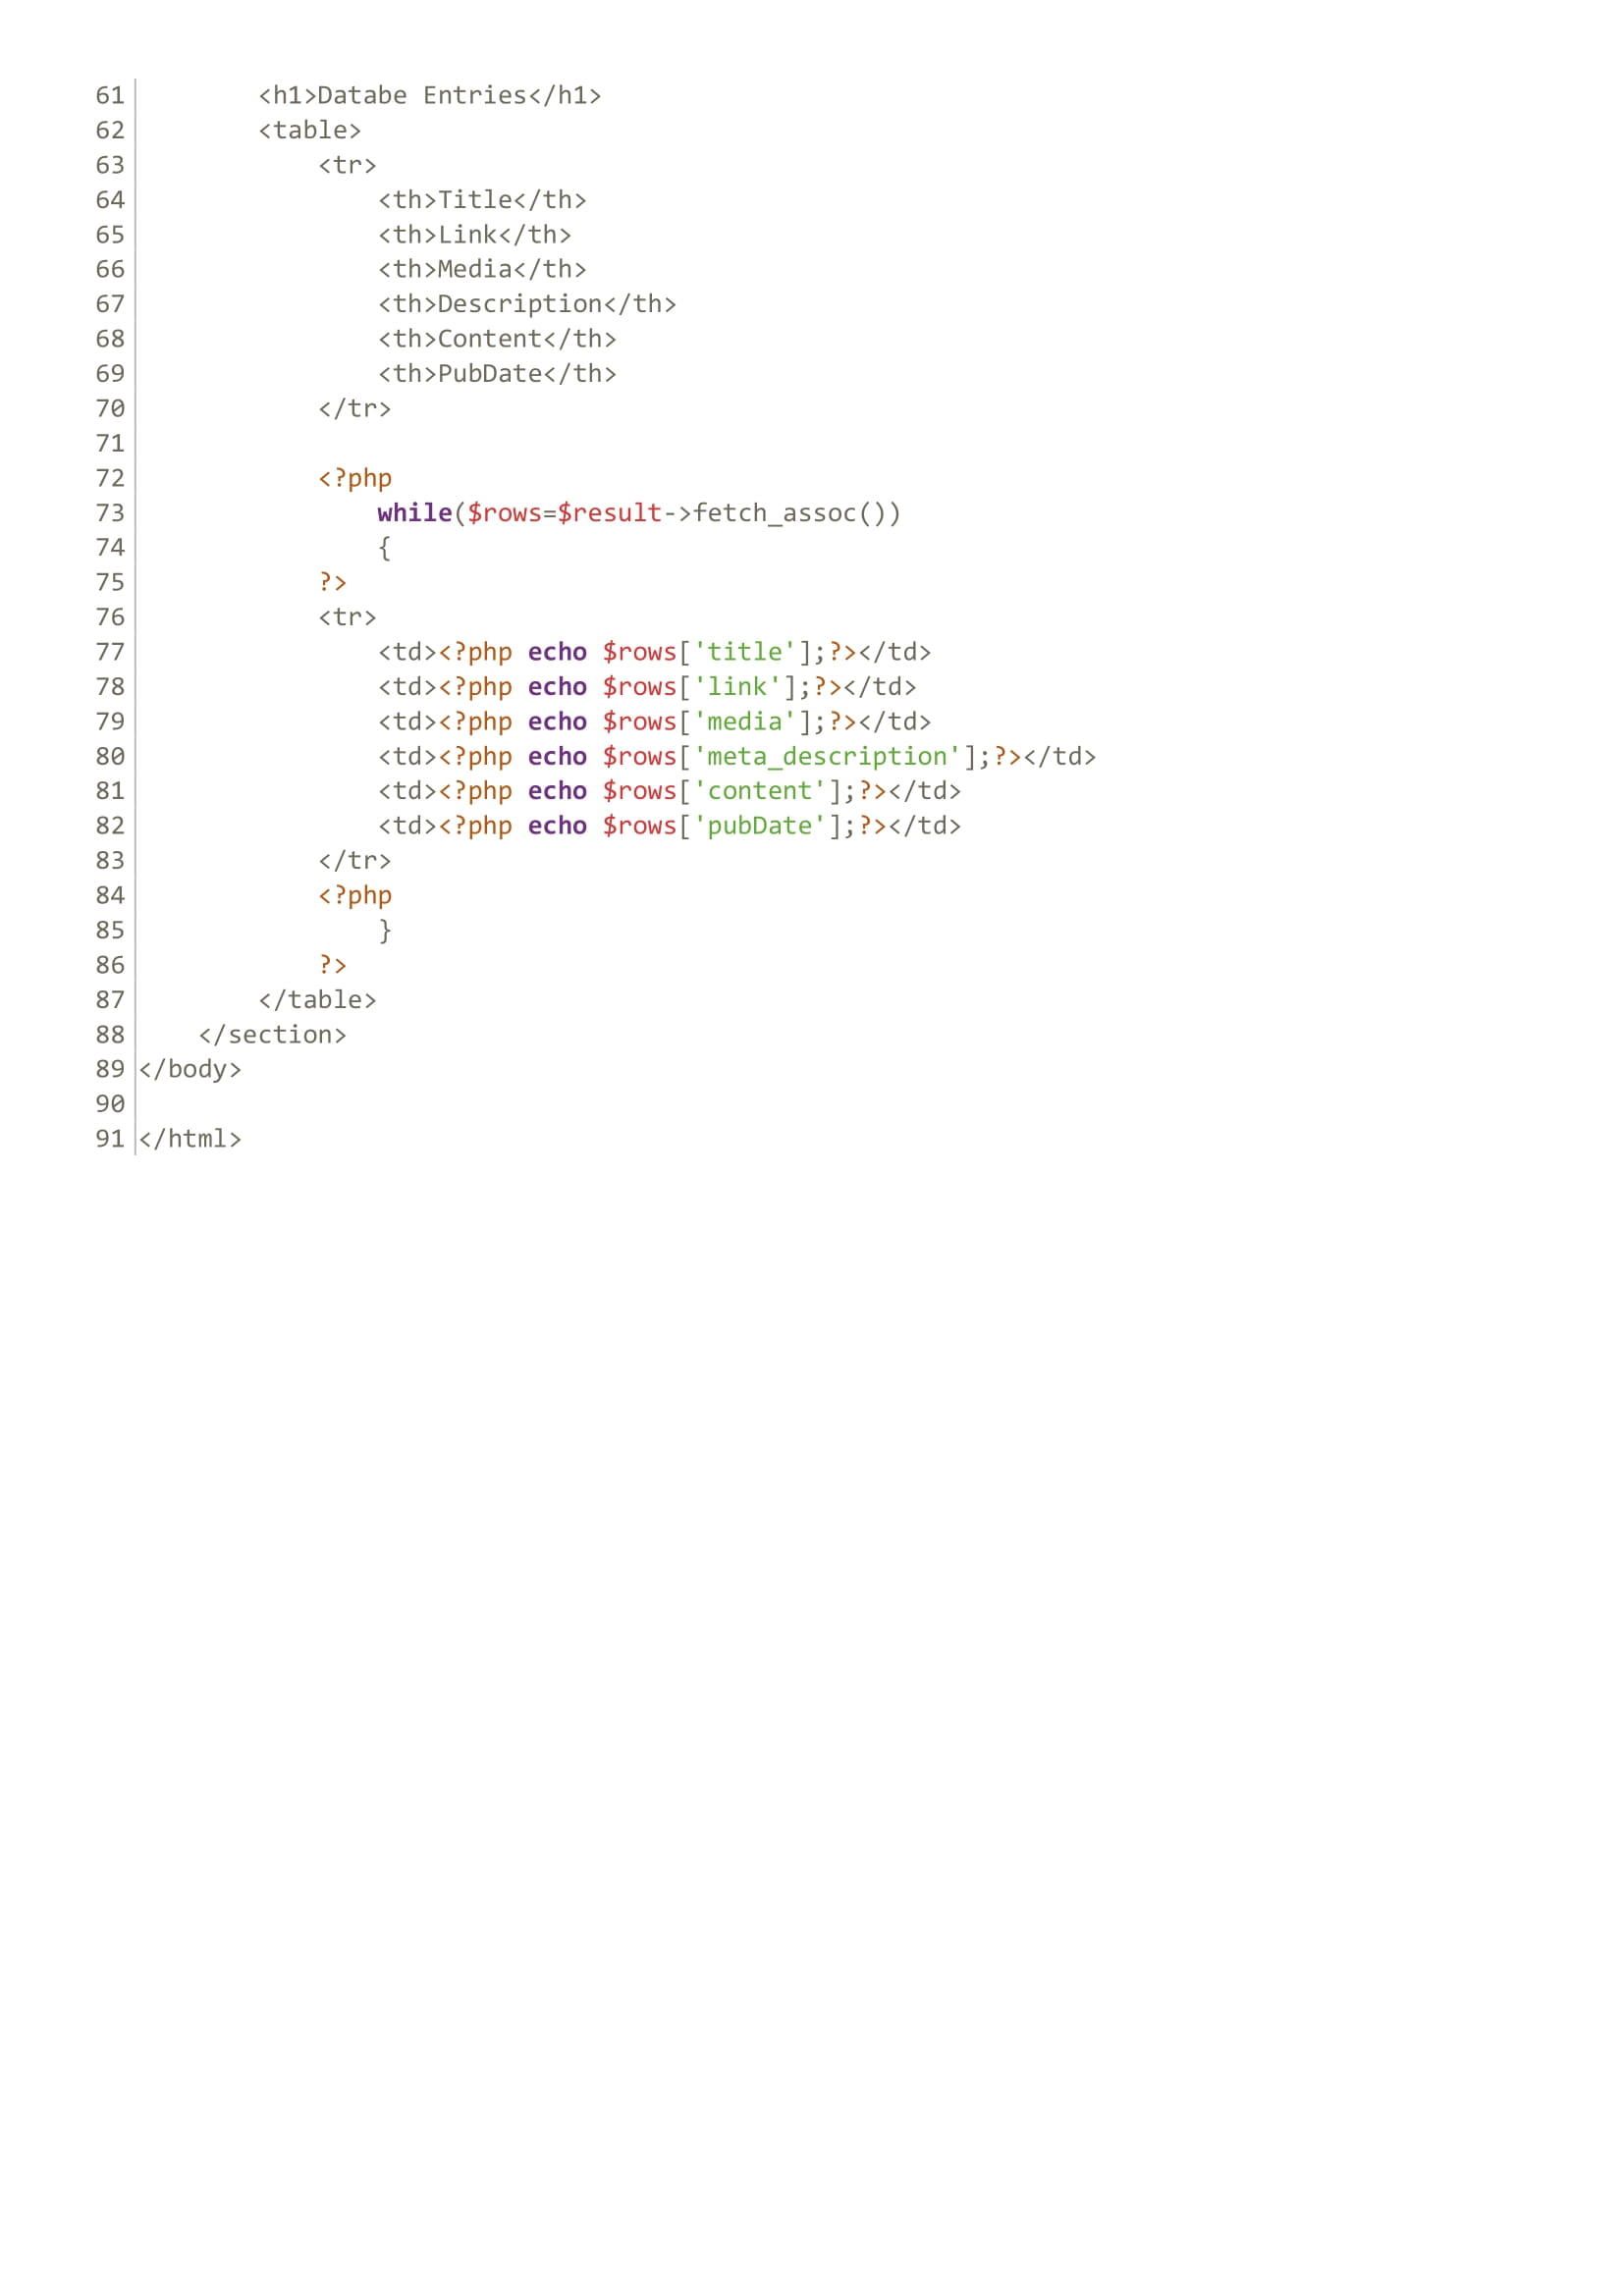 61         <h1>Databe Entries</h1>
62         <table>
63             <tr>
64                 <th>Title</th>
65                 <th>Link</th>
66                 <th>Media</th>
67                 <th>Description</th>
68                 <th>Content</th>
69                 <th>PubDate</th>
70             </tr>
71
72             <?php
73                 while($rows=$result->fetch_assoc())
74                 {
75             ?>
76             <tr>
77                 <td><?php echo $rows['title'];?></td>
78                 <td><?php echo $rows['link'];?></td>
79                 <td><?php echo $rows['media'];?></td>
80                 <td><?php echo $rows['meta_description'];?></td>
81                 <td><?php echo $rows['content'];?></td>
82                 <td><?php echo $rows['pubDate'];?></td>
83             </tr>
84             <?php
85                 }
86             ?>
87         </table>
88     </section>
89 </body>
90
91 </html>